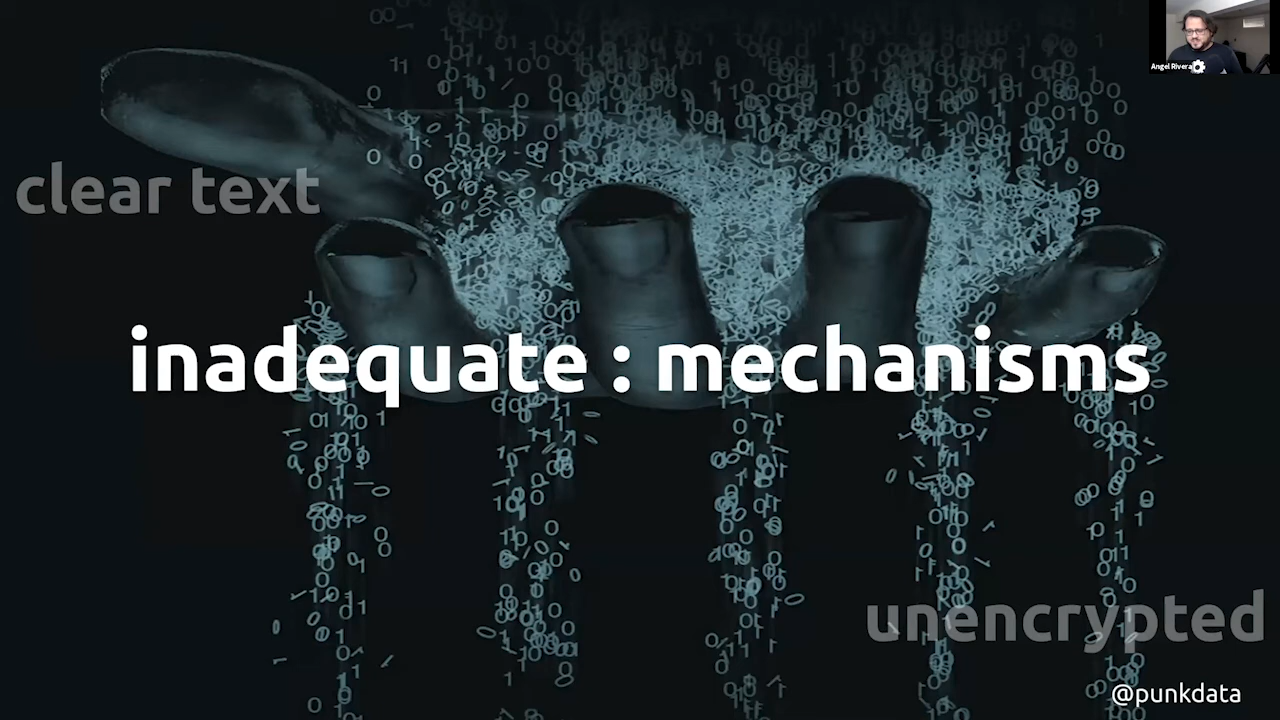 Angel Rivera
clear text
inadequate : mechanisms
unencrypted
@punkdata